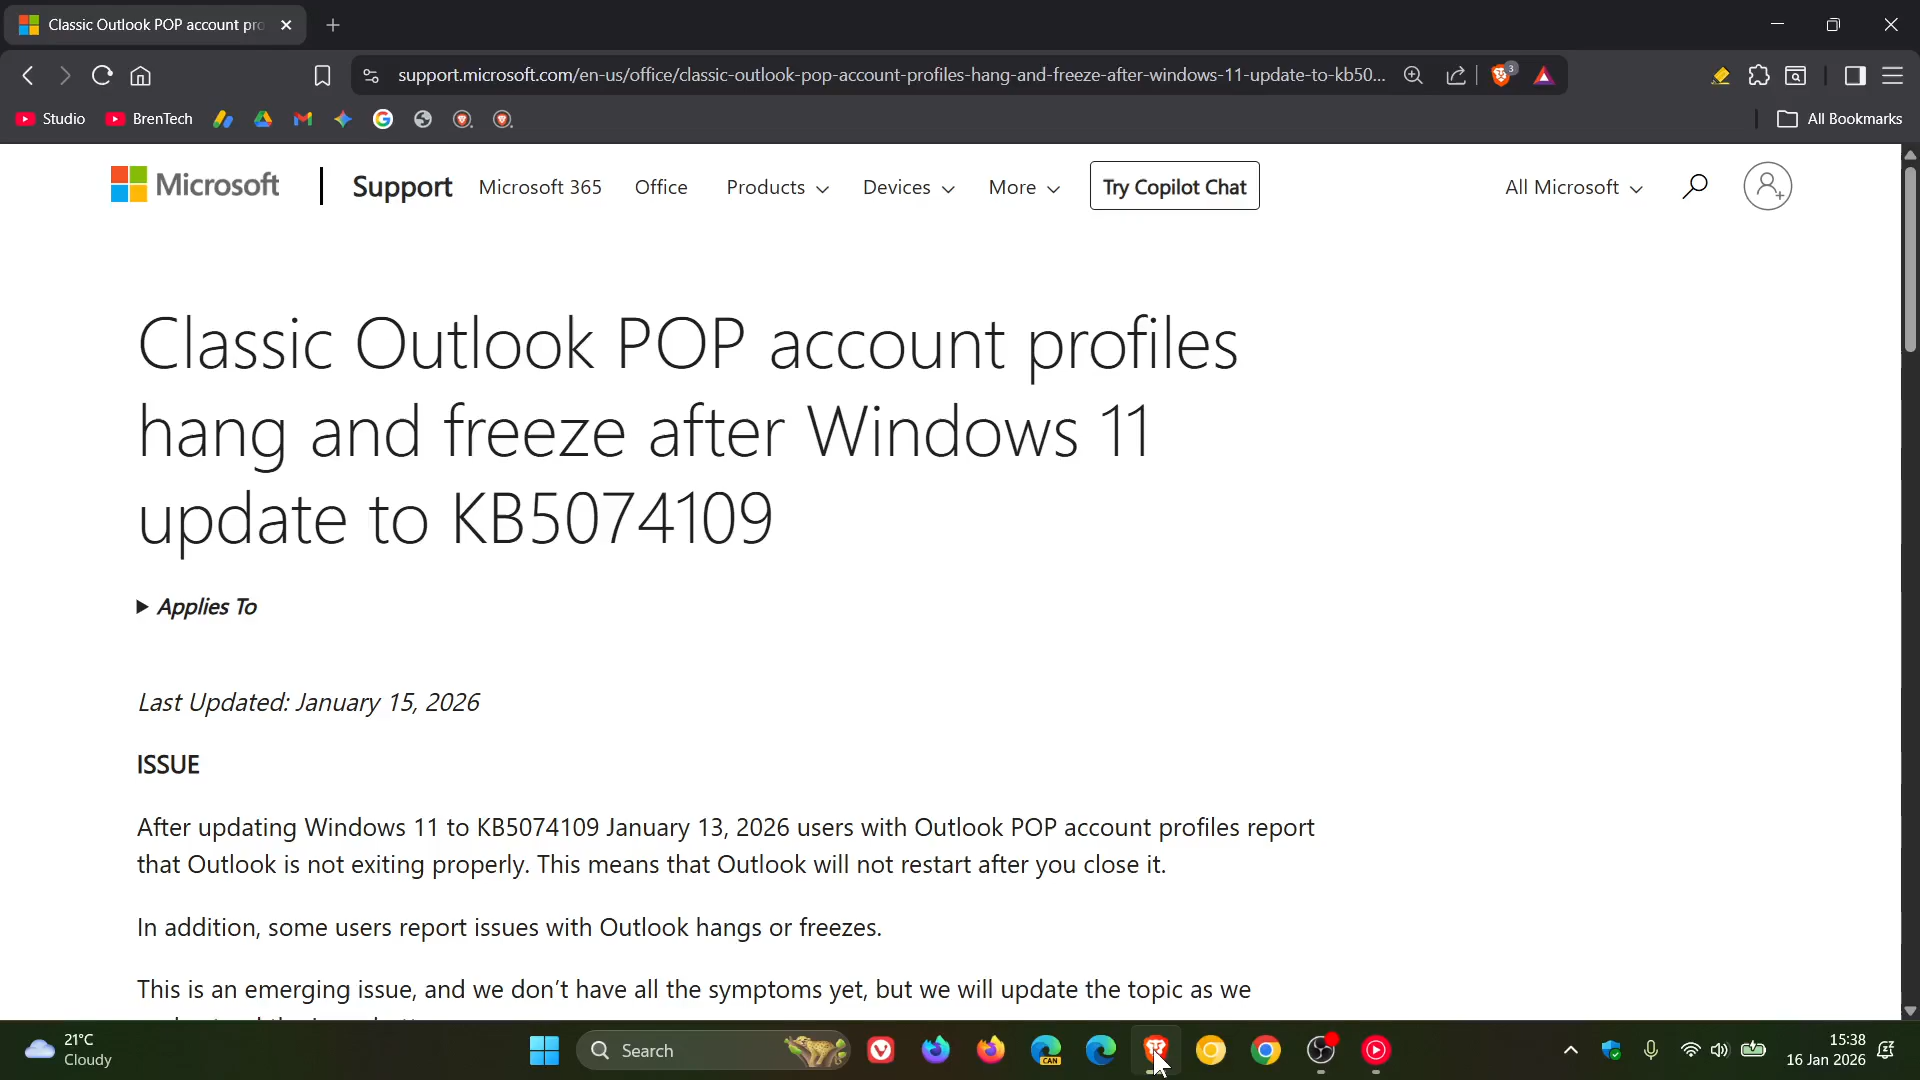 Classic Outlook POP account pro
support.microsoft.com/en-us/office/classic-outlook-pop-account-profiles-hang-and-freeze-after-windows-11-update-to-kb50...
3
Studio
BrenTech
All Bookmarks
Microsoft
Support
Microsoft 365
Office
Products
Devices
More
Try Copilot Chat
All Microsoft
Classic Outlook POP account profiles
hang and freeze after Windows 11
update to KB5074109
Applies To
Last Updated: January 15, 2026
ISSUE
After updating Windows 11 to KB5074109 January 13, 2026 users with Outlook POP account profiles report
that Outlook is not exiting properly. This means that Outlook will not restart after you close it.
In addition, some users report issues with Outlook hangs or freezes.
This is an emerging issue, and we don’t have all the symptoms yet, but we will update the topic as we
21°C
Cloudy
Search
CAN
15:38
16 Jan 2026